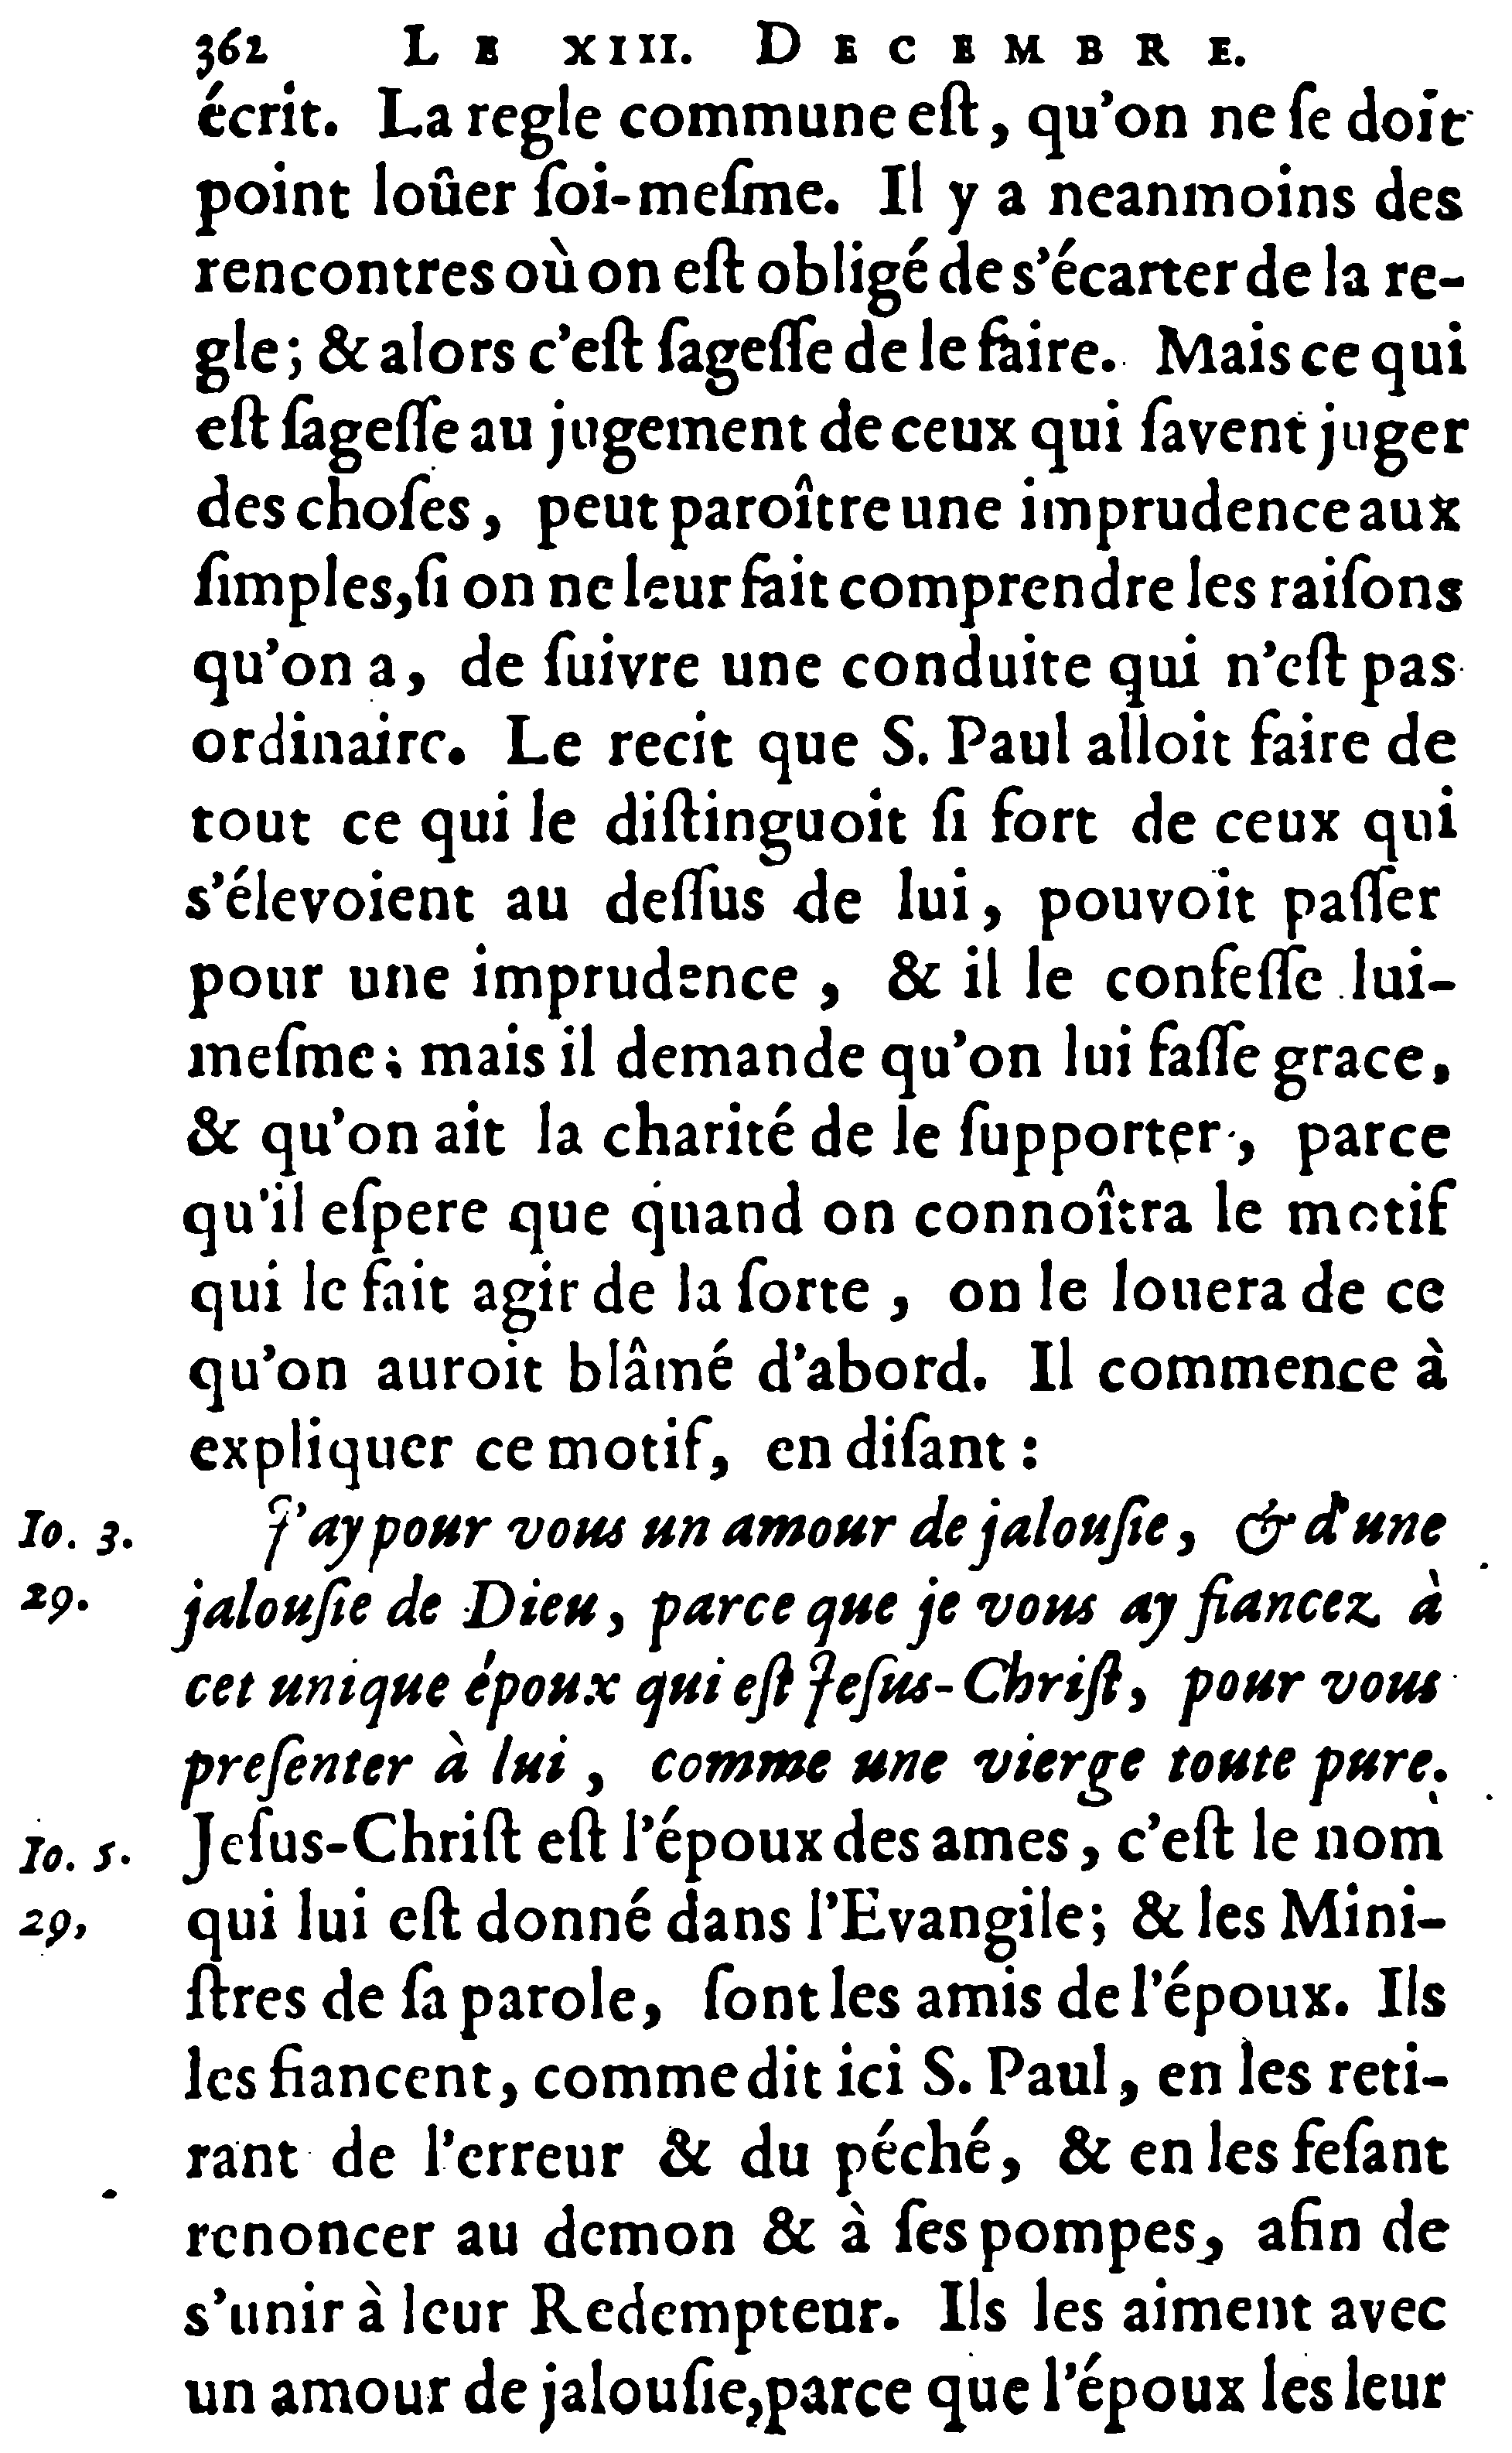 362 LE XIII. DECEMBRE.
écrit. La regle commune eſt, qu'on ne ſe doit
point loûer ſoi-meſme. Il y a neanmoins des
rencontres où on eſt obligé de s'écarter de la re-
gle; & alors c'eſt ſageſſe de le faire. Mais ce qui
eſt ſageſſe au jugement de ceux qui ſavent juger
des choſes, peut paroître une imprudence aux
ſimples, ſi on ne leur fait comprendre les raiſons
qu'on a, de ſuivre une conduite qui n'eſt pas
ordinaire. Le recit que S. Paul alloit faire de
tout ce qui le diſtinguoit ſi fort de ceux qui
s'élevoient au deſſus de lui, pouvoit paſſer
pour une imprudence, & il le confeſſe lui-
meſme; mais il demande qu'on lui faſſe grace,
& qu'on ait la charité de le ſupporter, parce
qu'il eſpere que quand on connoîtra le motif
qui le fait agir de la ſorte, on le louera de ce
qu'on auroit blâmé d'abord. Il commence à
expliquer ce motif, en diſant:
Io. 3. J'ay pour vous un amour de jalouſie, & d'une
29. jalouſie de Dieu, parce que je vous ay fiancez à
cet unique époux qui eſt Jeſus-Chriſt, pour vous
preſenter à lui, comme une vierge toute pure.
Io. 5. Jeſus-Chriſt eſt l'époux des ames, c'eſt le nom
29, qui lui eſt donné dans l'Evangile; & les Mini-
ſtres de ſa parole, ſont les amis de l'époux. Ils
les fiancent, comme dit ici S. Paul, en les reti-
rant de l'erreur & du péché, & en les feſant
renoncer au demon & à ſes pompes, afin de
s'unir à leur Redempteur. Ils les aiment avec
un amour de jalouſie, parce que l'époux les leur